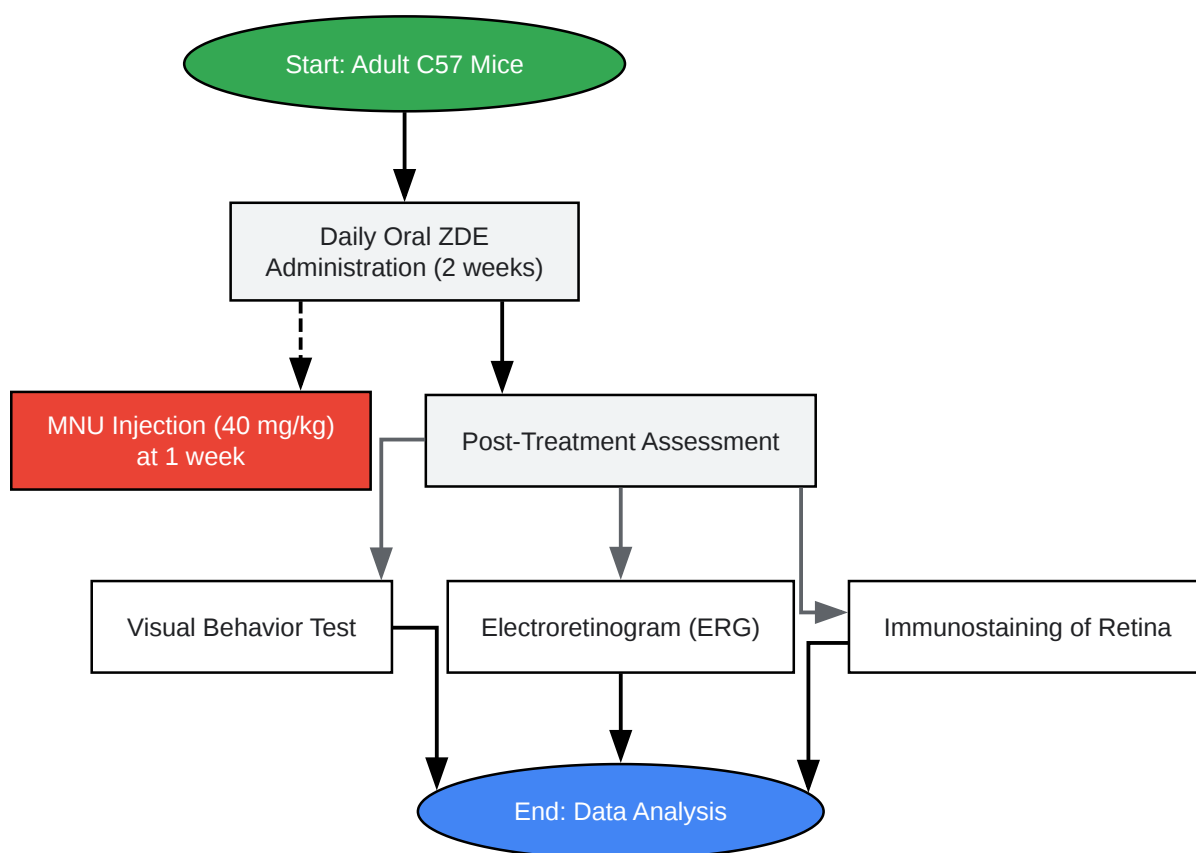 Start: Adult C57 Mice
Daily Oral ZDE
Administration (2 weeks)
MNU Injection (40 mg/kg)
at 1 week
Post-Treatment Assessment
Visual Behavior Test
Electroretinogram (ERG)
Immunostaining of Retina
End: Data Analysis